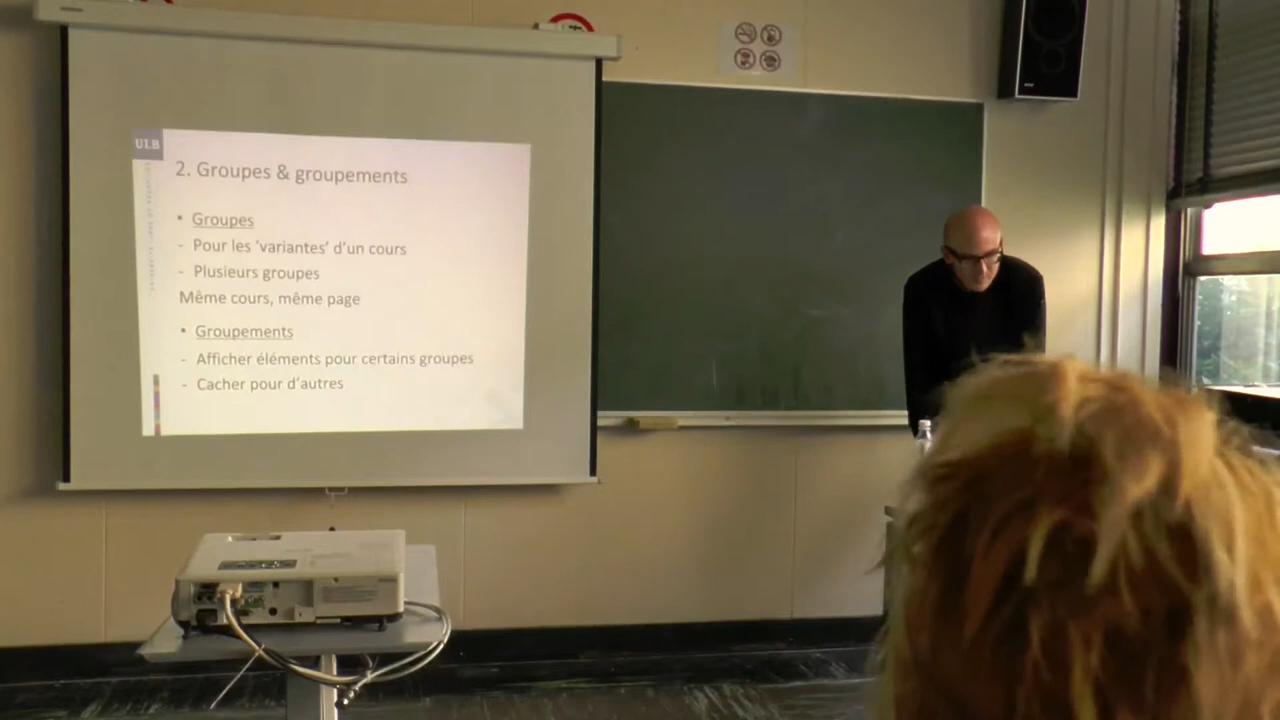 ULB
2. Groupes & groupements
• Groupes
- Pour les 'variantes' d'un cours
- Plusieurs groupes
Même cours, même page
• Groupements
- Afficher éléments pour certains groupes
- Cacher pour d'autres